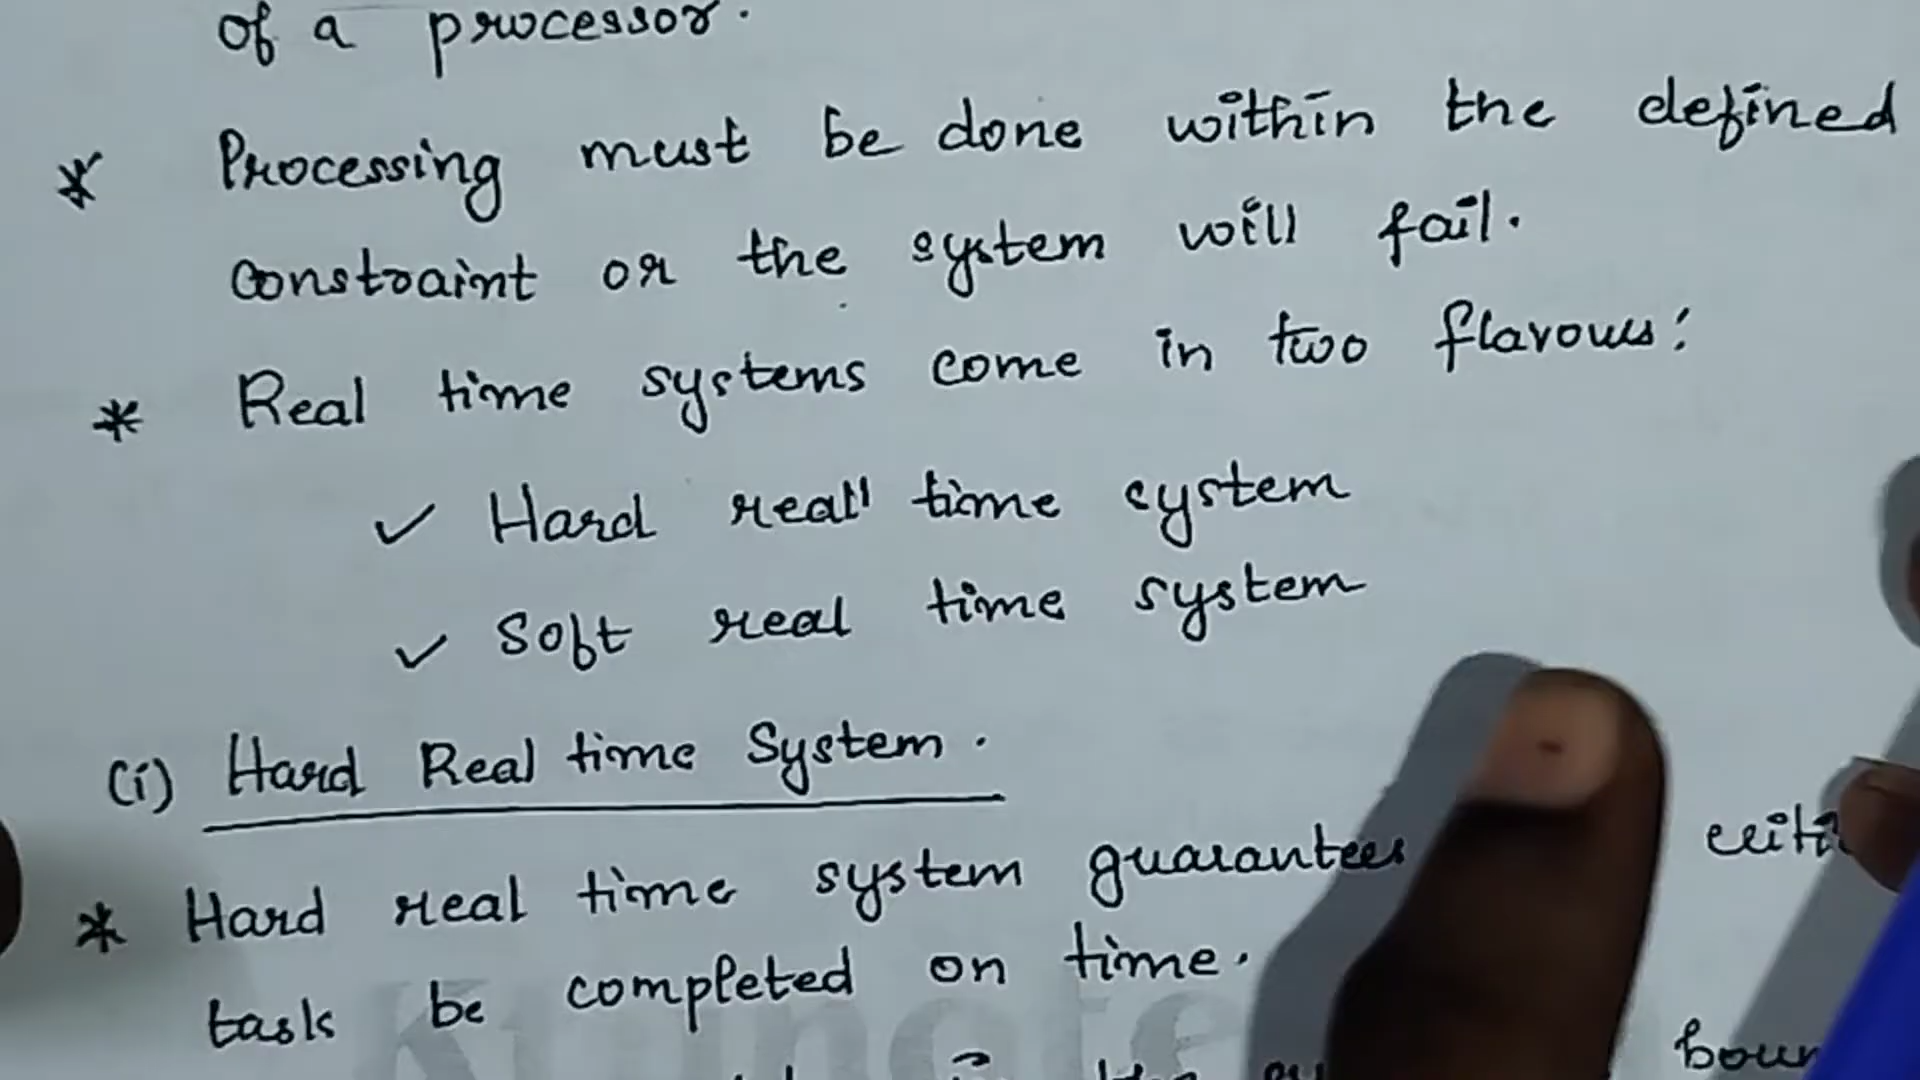 of a processor.
* Processing must be done within the defined
constraint or the system will fail.
* Real time systems come in two flavours:
✓ Hard real time system
✓ Soft real time system
(i) Hard Real time System.
* Hard real time system guarantees
task be completed on time.